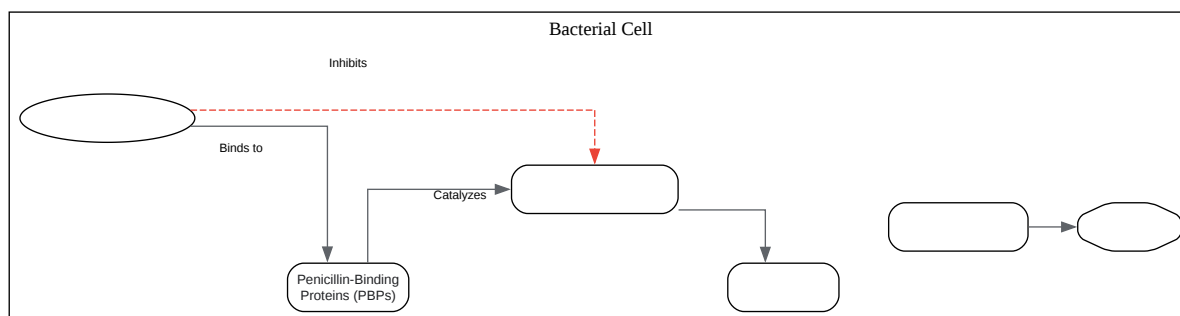 Bacterial Cell
Inhibits
Binds to
Catalyzes
Penicillin-Binding
Proteins (PBPs)